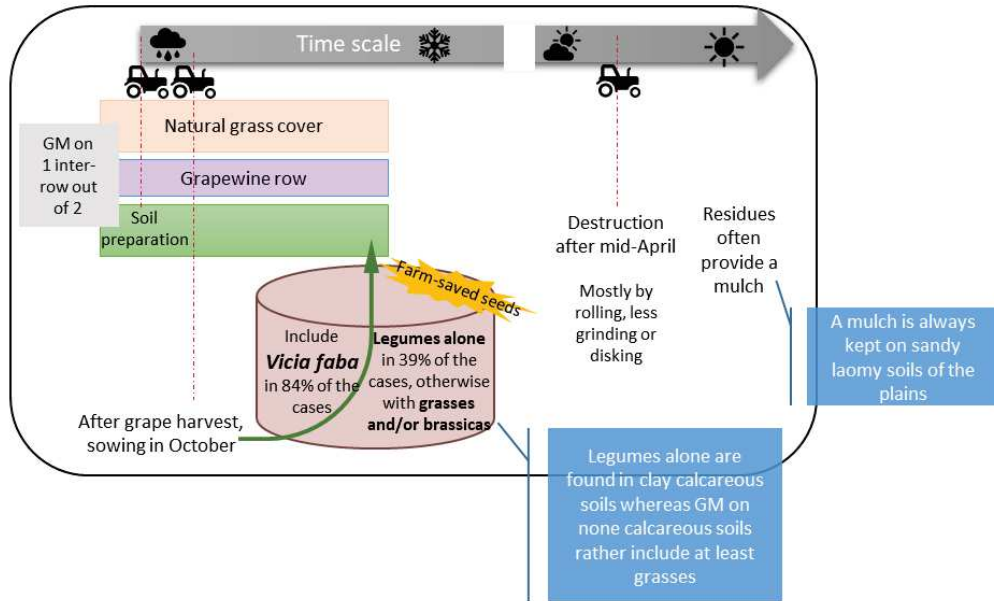 Time scale
Natural grass cover
GM on
1 inter-
row out
of 2
Grapewine row
Soil
preparation
Destruction
after mid-April
Mostly by
rolling, less
grinding or
disking
Residues
often
provide a
mulch
A mulch is always
kept on sandy
laomy soils of the
plains
Farm-saved seeds
Include
Vicia faba
in 84% of the
cases
Legumes alone
in 39% of the
cases, otherwise
with grasses
and/or brassicas
After grape harvest,
sowing in October
Legumes alone are
found in clay calcareous
soils whereas GM on
none calcareous soils
rather include at least
grasses